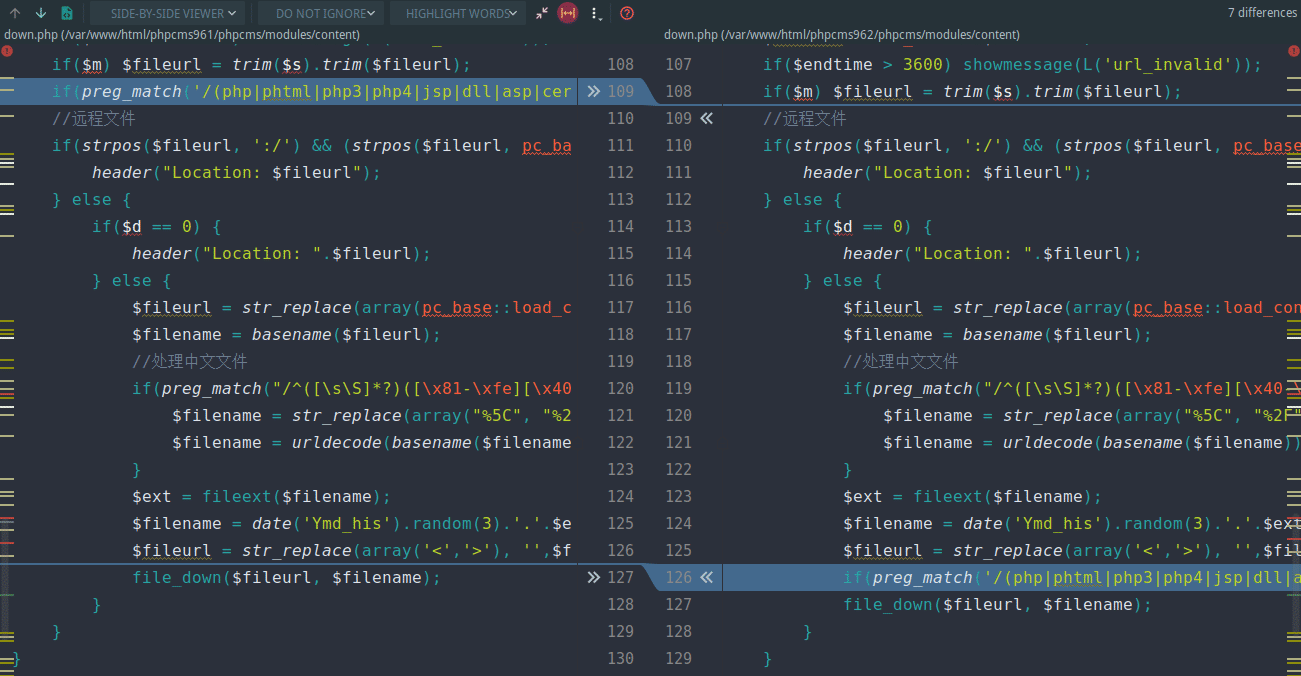 SIDE-BY-SIDE VIEWER DO NOT IGNORE HIGHLIGHT WORDS 7 differences
down.php (/var/www/html/phpcms961/phpcms/modules/content) down.php (/var/www/html/phpcms962/phpcms/modules/content)
if($m) $fileurl = trim($s).trim($fileurl); 108 107 if($endtime > 3600) showmessage(L('url_invalid'));
if(preg_match('/(php|phtml|php3|php4|jsp|dll|asp|cer 109 108 if($m) $fileurl = trim($s).trim($fileurl);
//远程文件 110 109 //远程文件
if(strpos($fileurl, ':/') && (strpos($fileurl, pc_ba 111 110 if(strpos($fileurl, ':/') && (strpos($fileurl, pc_base
header("Location: $fileurl"); 112 111 header("Location: $fileurl");
} else { 113 112 } else {
if($d == 0) { 114 113 if($d == 0) {
header("Location: ".$fileurl); 115 114 header("Location: ".$fileurl);
} else { 116 115 } else {
$fileurl = str_replace(array(pc_base::load_c 117 116 $fileurl = str_replace(array(pc_base::load_con
$filename = basename($fileurl); 118 117 $filename = basename($fileurl);
//处理中文文件 119 118 //处理中文文件
if(preg_match("/^([\s\S]*?)([\x81-\xfe][\x40 120 119 if(preg_match("/^([\s\S]*?)([\x81-\xfe][\x40-\
$filename = str_replace(array("%5C", "%2 121 120 $filename = str_replace(array("%5C", "%2F"
$filename = urldecode(basename($filename 122 121 $filename = urldecode(basename($filename))
} 123 122 }
$ext = fileext($filename); 124 123 $ext = fileext($filename);
$filename = date('Ymd_his').random(3).'.'.$e 125 124 $filename = date('Ymd_his').random(3).'.'.$ext
$fileurl = str_replace(array('<','>'), '',$f 126 125 $fileurl = str_replace(array('<','>'), '',$fil
file_down($fileurl, $filename); 127 126 if(preg_match('/(php|phtml|php3|php4|jsp|dll|a
} 128 127 file_down($fileurl, $filename);
} 129 128 }
} 130 129 }